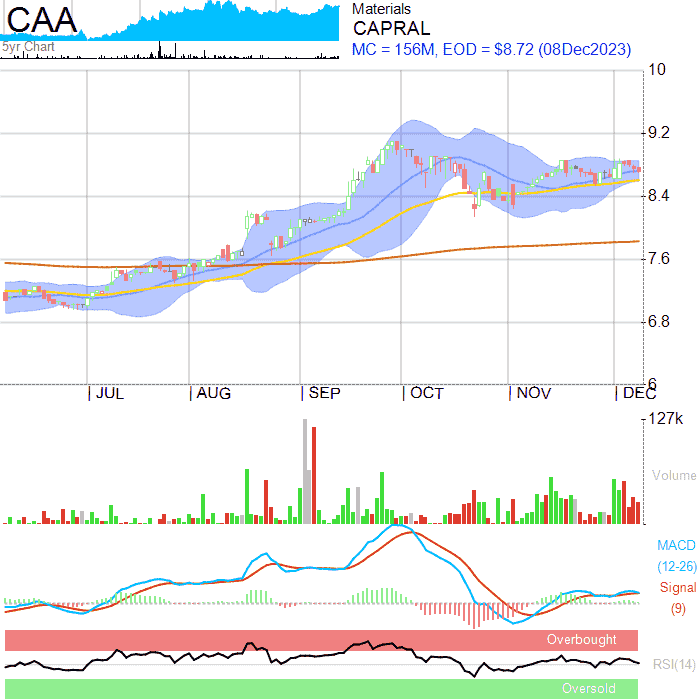 CAA
5yr Chart
Materials
CAPRAL
MC = 156M, EOD = $8.72 (08Dec2023)
10
9.2
8.4
7.6
6.8
6
JUL AUG SEP OCT NOV DEC
127k
Volume
MACD
(12-26)
Signal
(9)
Overbought
RSI(14)
Oversold